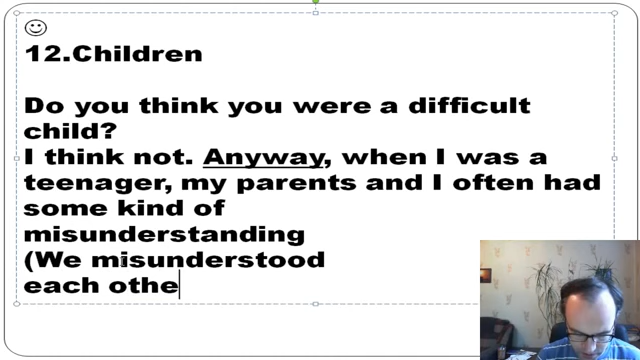 12.Children
Do you think you were a difficult
child?
I think not. Anyway, when I was a
teenager, my parents and I often had
some kind of
misunderstanding
(We misunderstood
each othe